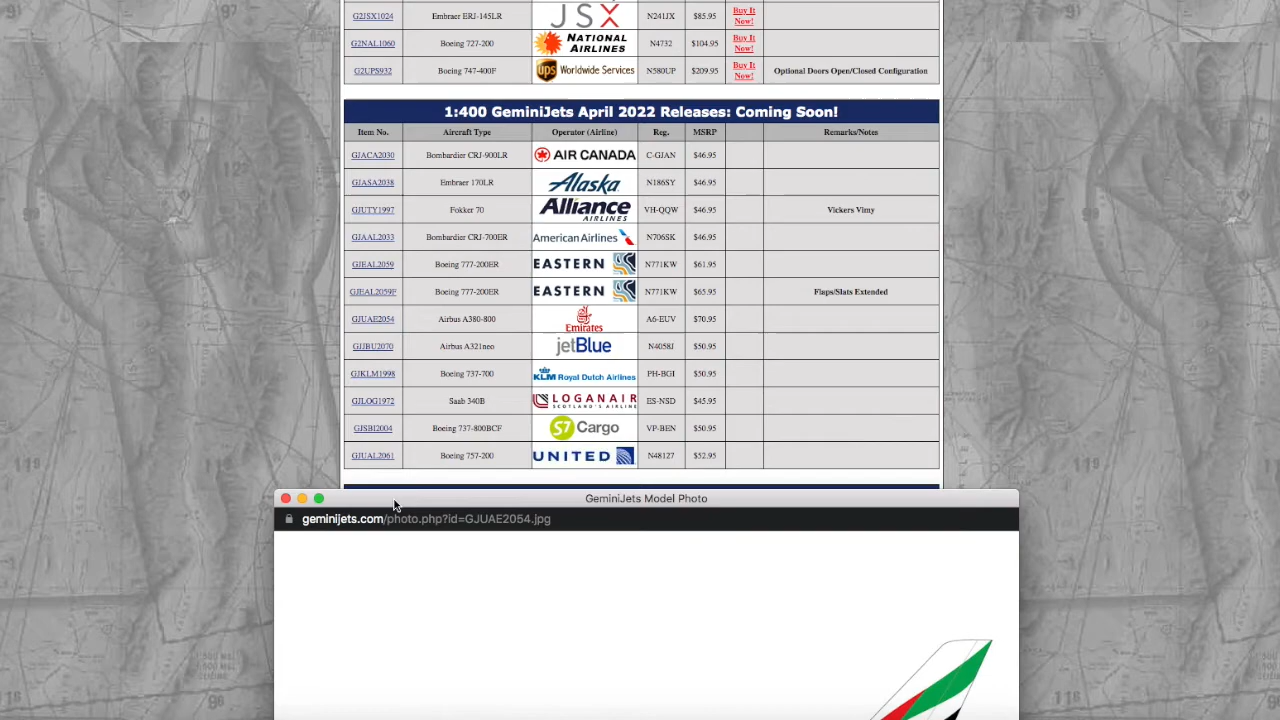 G2JSX1024 Embraer ERJ-145LR JSX N241JX $85.95 Buy It Now!
G2NAL1060 Boeing 727-200 NATIONAL AIRLINES N4732 $104.95 Buy It Now!
G2UPS932 Boeing 747-400F ups Worldwide Services N580UP $209.95 Buy It Now! Optional Doors Open/Closed Configuration
1:400 GeminiJets April 2022 Releases: Coming Soon!
Item No. Aircraft Type Operator (Airline) Reg. MSRP Remarks/Notes
GJACA2030 Bombardier CRJ-900LR AIR CANADA C-GJAN $46.95
GJASA2038 Embraer 170LR Alaska N186SY $46.95
GJUTY1997 Fokker 70 Alliance AIRLINES VH-QQW $46.95 Vickers Vimy
GJAAL2033 Bombardier CRJ-700ER American Airlines N706SK $46.95
GJEAL2059 Boeing 777-200ER EASTERN N771KW $61.95
GJEAL2059F Boeing 777-200ER EASTERN N771KW $65.95 Flaps/Slats Extended
GJUAE2054 Airbus A380-800 Emirates A6-EUV $70.95
GJJBU2070 Airbus A321neo jetBlue N4058J $50.95
GJKLM1998 Boeing 737-700 KLM Royal Dutch Airlines PH-BGI $50.95
GJLOG1972 Saab 340B LOGANAIR SCOTLAND'S AIRLINE ES-NSD $45.95
GJSBI2004 Boeing 737-800BCF S7 Cargo VP-BEN $50.95
GJUAL2061 Boeing 757-200 UNITED N48127 $52.95
GeminiJets Model Photo
geminijets.com/photo.php?id=GJUAE2054.jpg